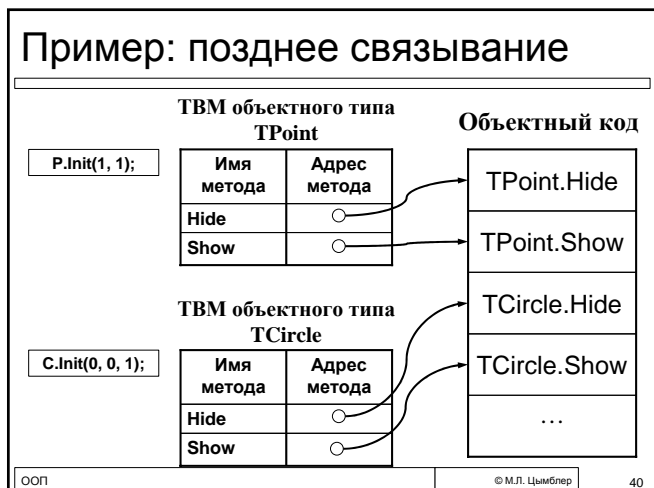 Пример: позднее связывание
ТВМ объектного типа
TPoint
Объектный код
P.Init(1, 1);
Имя метода Адрес метода
Hide
Show
TPoint.Hide
TPoint.Show
TCircle.Hide
TCircle.Show
…
ТВМ объектного типа
TCircle
C.Init(0, 0, 1);
Имя метода Адрес метода
Hide
Show
ООП
© М.Л. Цымблер
40